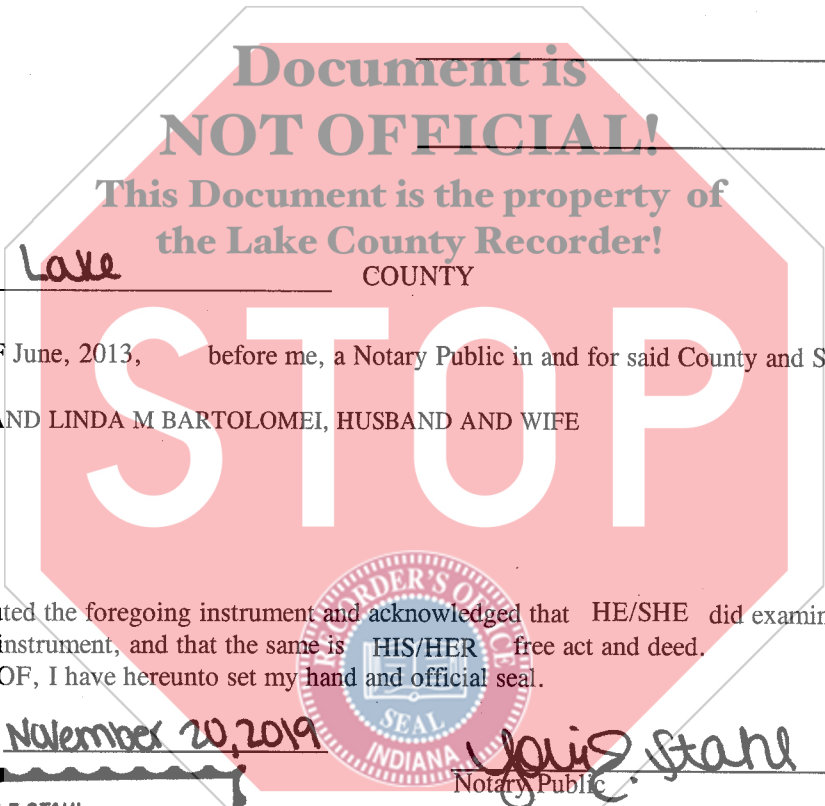 Document is
NOT OFFICIAL!
This Document is the property of
the Lake County Recorder!
Lake COUNTY
June, 2013, before me, a Notary Public in and for said County and S
AND LINDA M BARTOLOMEI, HUSBAND AND WIFE
STOP
uted the foregoing instrument and acknowledged that HE/SHE did examin
instrument, and that the same is HIS/HER free act and deed.
OF, I have hereunto set my hand and official seal.
RECORDER'S OFFICE
SEAL
INDIANA
November 20, 2019
Stahl
Notary Public